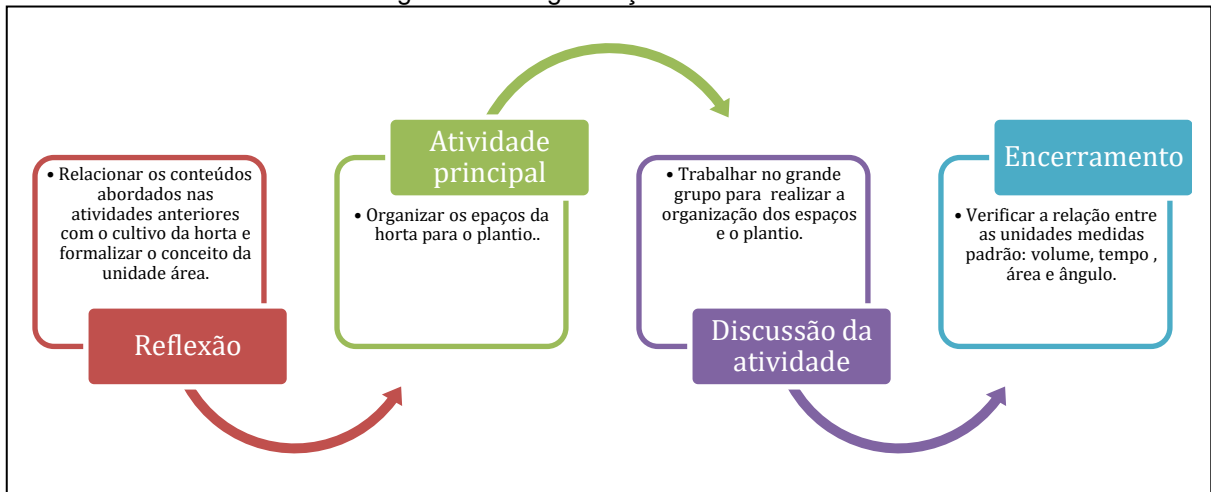 • Relacionar os conteúdos
abordados nas
atividades anteriores
com o cultivo da horta e
formalizar o conceito da
unidade área.
Reflexão
Atividade
principal
• Organizar os epaços da
horta para o plantio..
• Trabalhar no grande
grupo para realizar a
organização dos espaços
e o plantio.
Discussão da
atividade
Encerramento
• Verificar a relação entre
as unidades medidas
padrão: volume, tempo ,
área e ângulo.